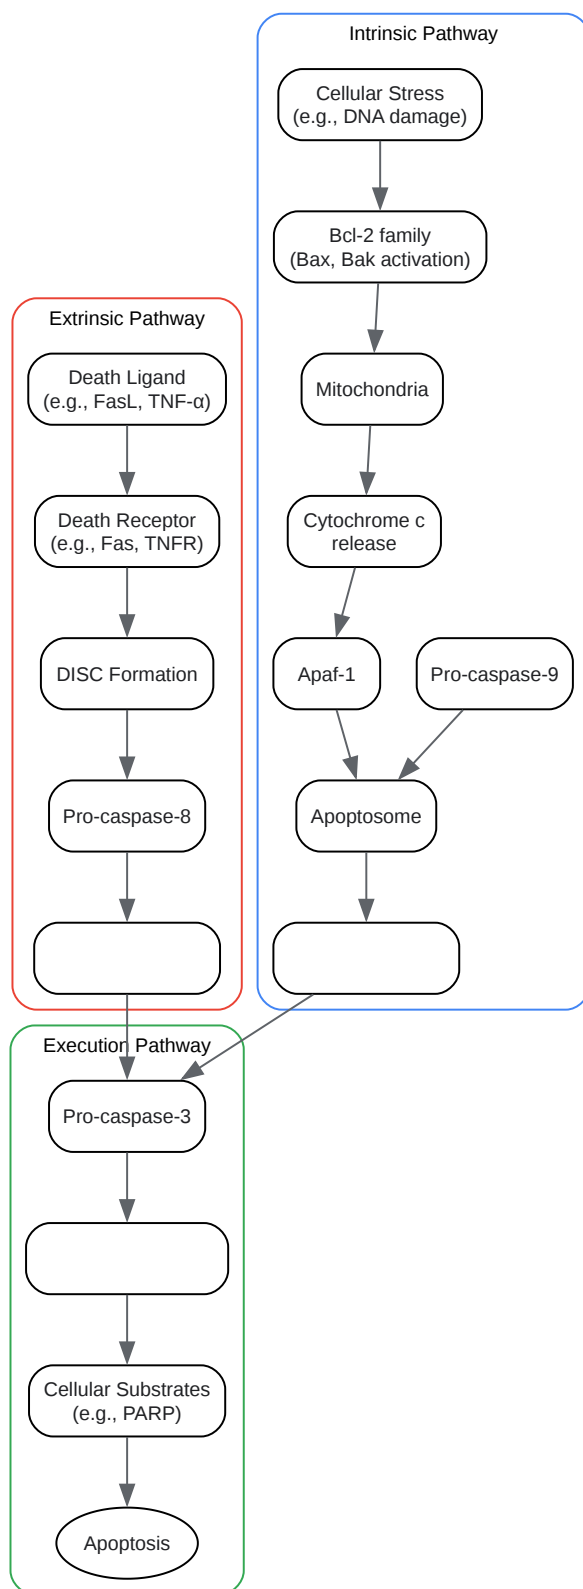 Intrinsic Pathway
Cellular Stress
(e.g., DNA damage)
Bcl-2 family
(Bax, Bak activation)
Mitochondria
Cytochrome c
release
Apaf-1
Pro-caspase-9
Apoptosome
Extrinsic Pathway
Death Ligand
(e.g., FasL, TNF-α)
Death Receptor
(e.g., Fas, TNFR)
DISC Formation
Pro-caspase-8
Execution Pathway
Pro-caspase-3
Cellular Substrates
(e.g., PARP)
Apoptosis